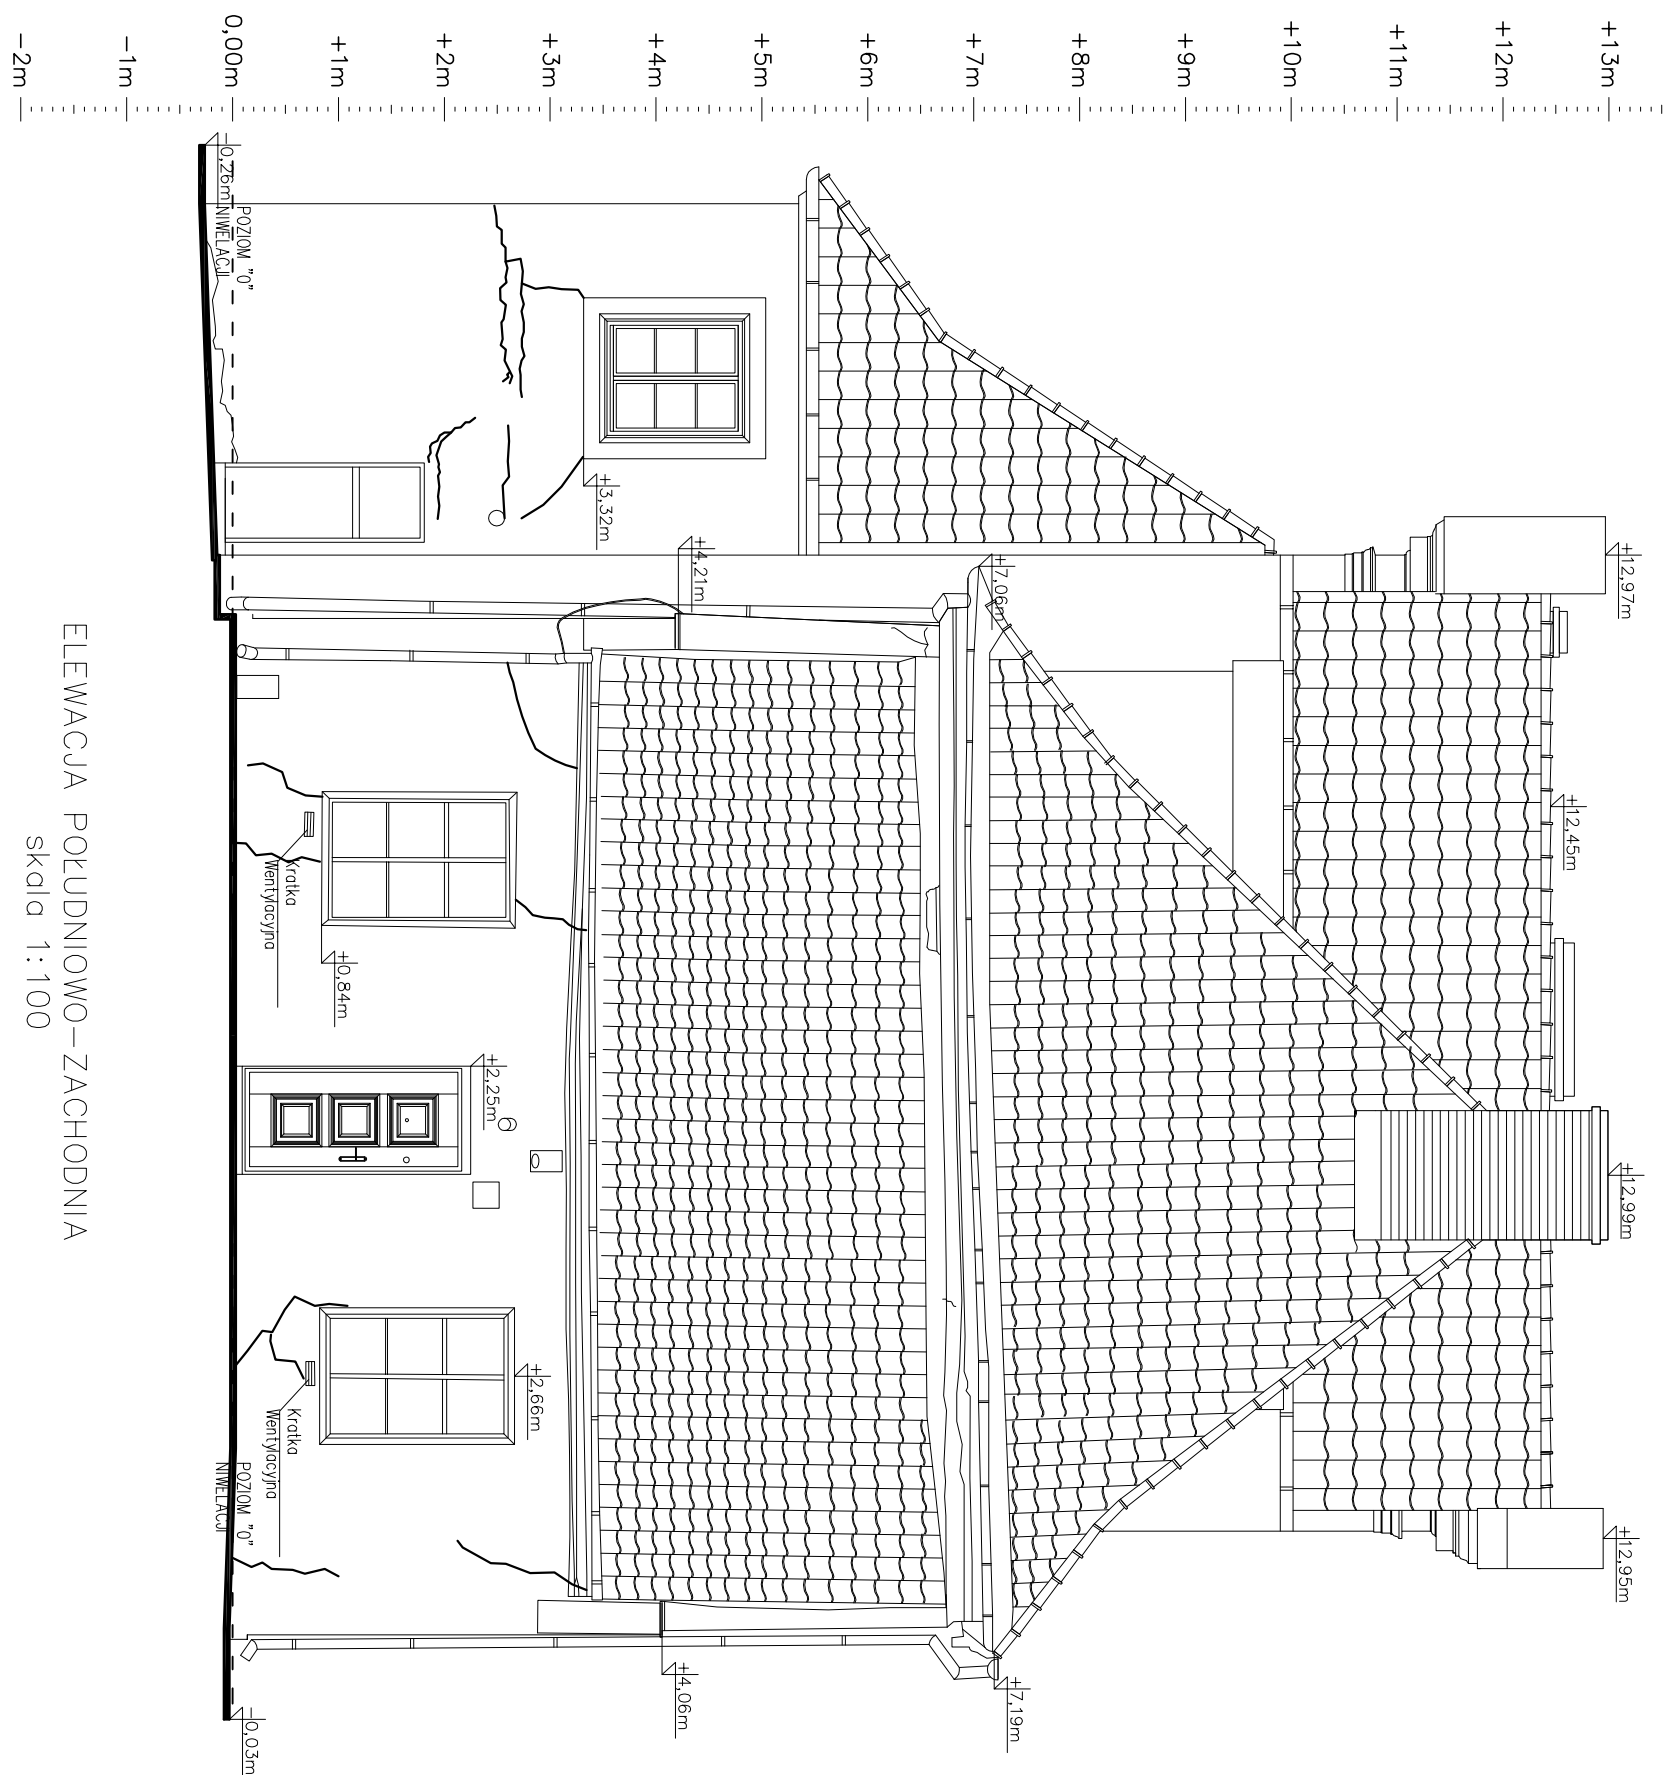 +13m
+12m
+11m
+10m
+9m
+8m
+7m
+6m
+5m
+4m
+3m
+2m
+1m
0,00m
-1m
-2m
+12,97m
+12,45m
+12,99m
+12,95m
+7,06m
+7,19m
+4,21m
+4,06m
+3,32m
+2,25m
+2,66m
+0,84m
Kratka
Wentylacyjna
Kratka
Wentylacyjna
POZIOM "0"
NIWELACJI
POZIOM "0"
NIWELACJI
-0,26m
-0,03m
ELEWACJA POŁUDNIOWO-ZACHODNIA
skala 1:100